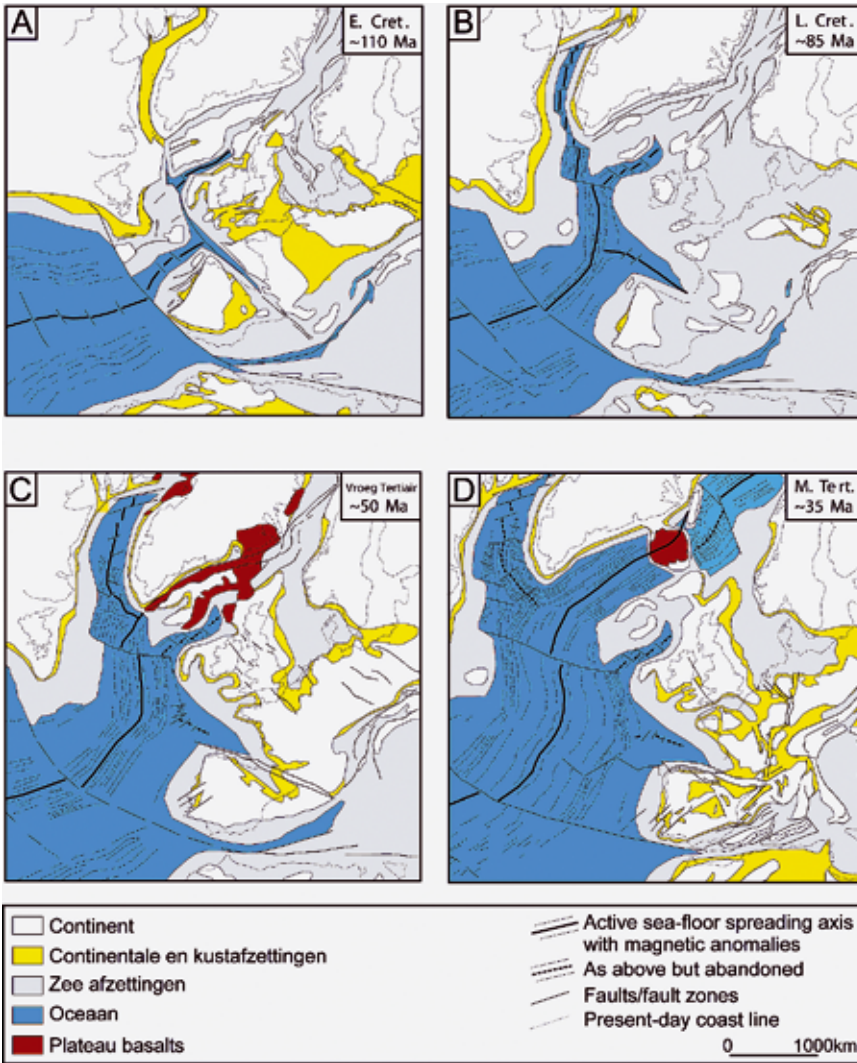 A
E. Cret.
~110 Ma
B
L. Cret.
~85 Ma
C
Vroeg Tertiair
~50 Ma
D
M. Tert.
~35 Ma
Continent
Continentale en kustafzettingen
Zee afzettingen
Oceaan
Plateau basalts
Active sea-floor spreading axis
with magnetic anomalies
As above but abandoned
Faults/fault zones
Present-day coast line
0 1000km